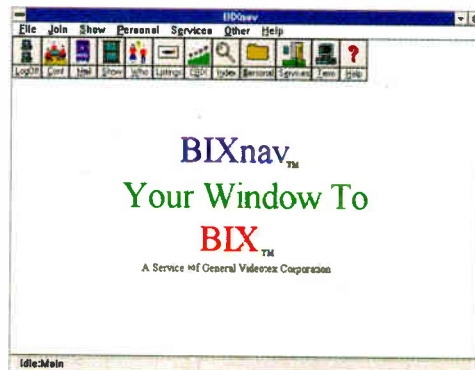 BIXnav
File Join Show Personal Services Other Help
LogOff Conf Mail Show Who Listings CBIX Index Personal Services Term Help
BIXnav™
Your Window To
BIX™
A Service of General Videotex Corporation
Idle:Main